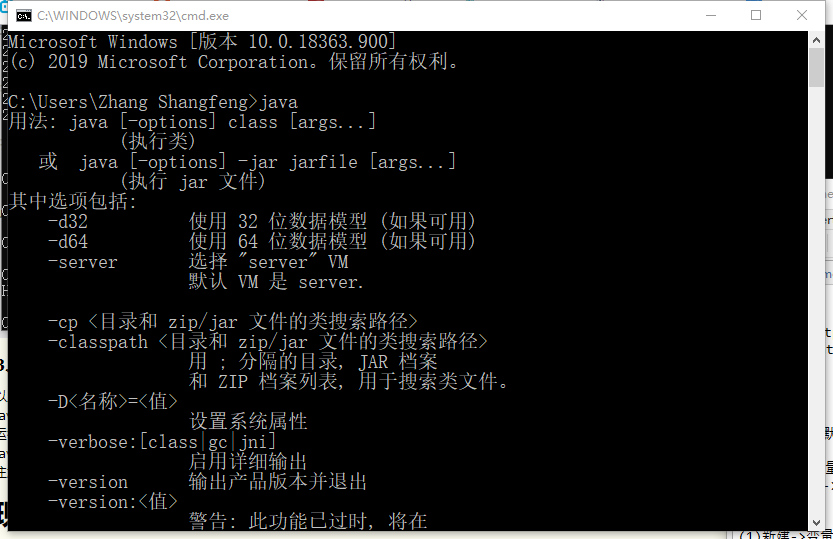 C:\WINDOWS\system32\cmd.exe
Microsoft Windows [版本 10.0.18363.900]
(c) 2019 Microsoft Corporation。保留所有权利。
C:\Users\Zhang Shangfeng>java
用法: java [-options] class [args...]
(执行类)
或 java [-options] -jar jarfile [args...]
(执行 jar 文件)
其中选项包括:
-d32 使用 32 位数据模型 (如果可用)
-d64 使用 64 位数据模型 (如果可用)
-server 选择 "server" VM
默认 VM 是 server.
-cp <目录和 zip/jar 文件的类搜索路径>
-classpath <目录和 zip/jar 文件的类搜索路径>
用 ; 分隔的目录, JAR 档案
和 ZIP 档案列表, 用于搜索类文件。
-D<名称>=<值>
设置系统属性
-verbose:[class|gc|jni]
启用详细输出
-version 输出产品版本并退出
-version:<值>
警告: 此功能已过时, 将在
(1)新建->变量